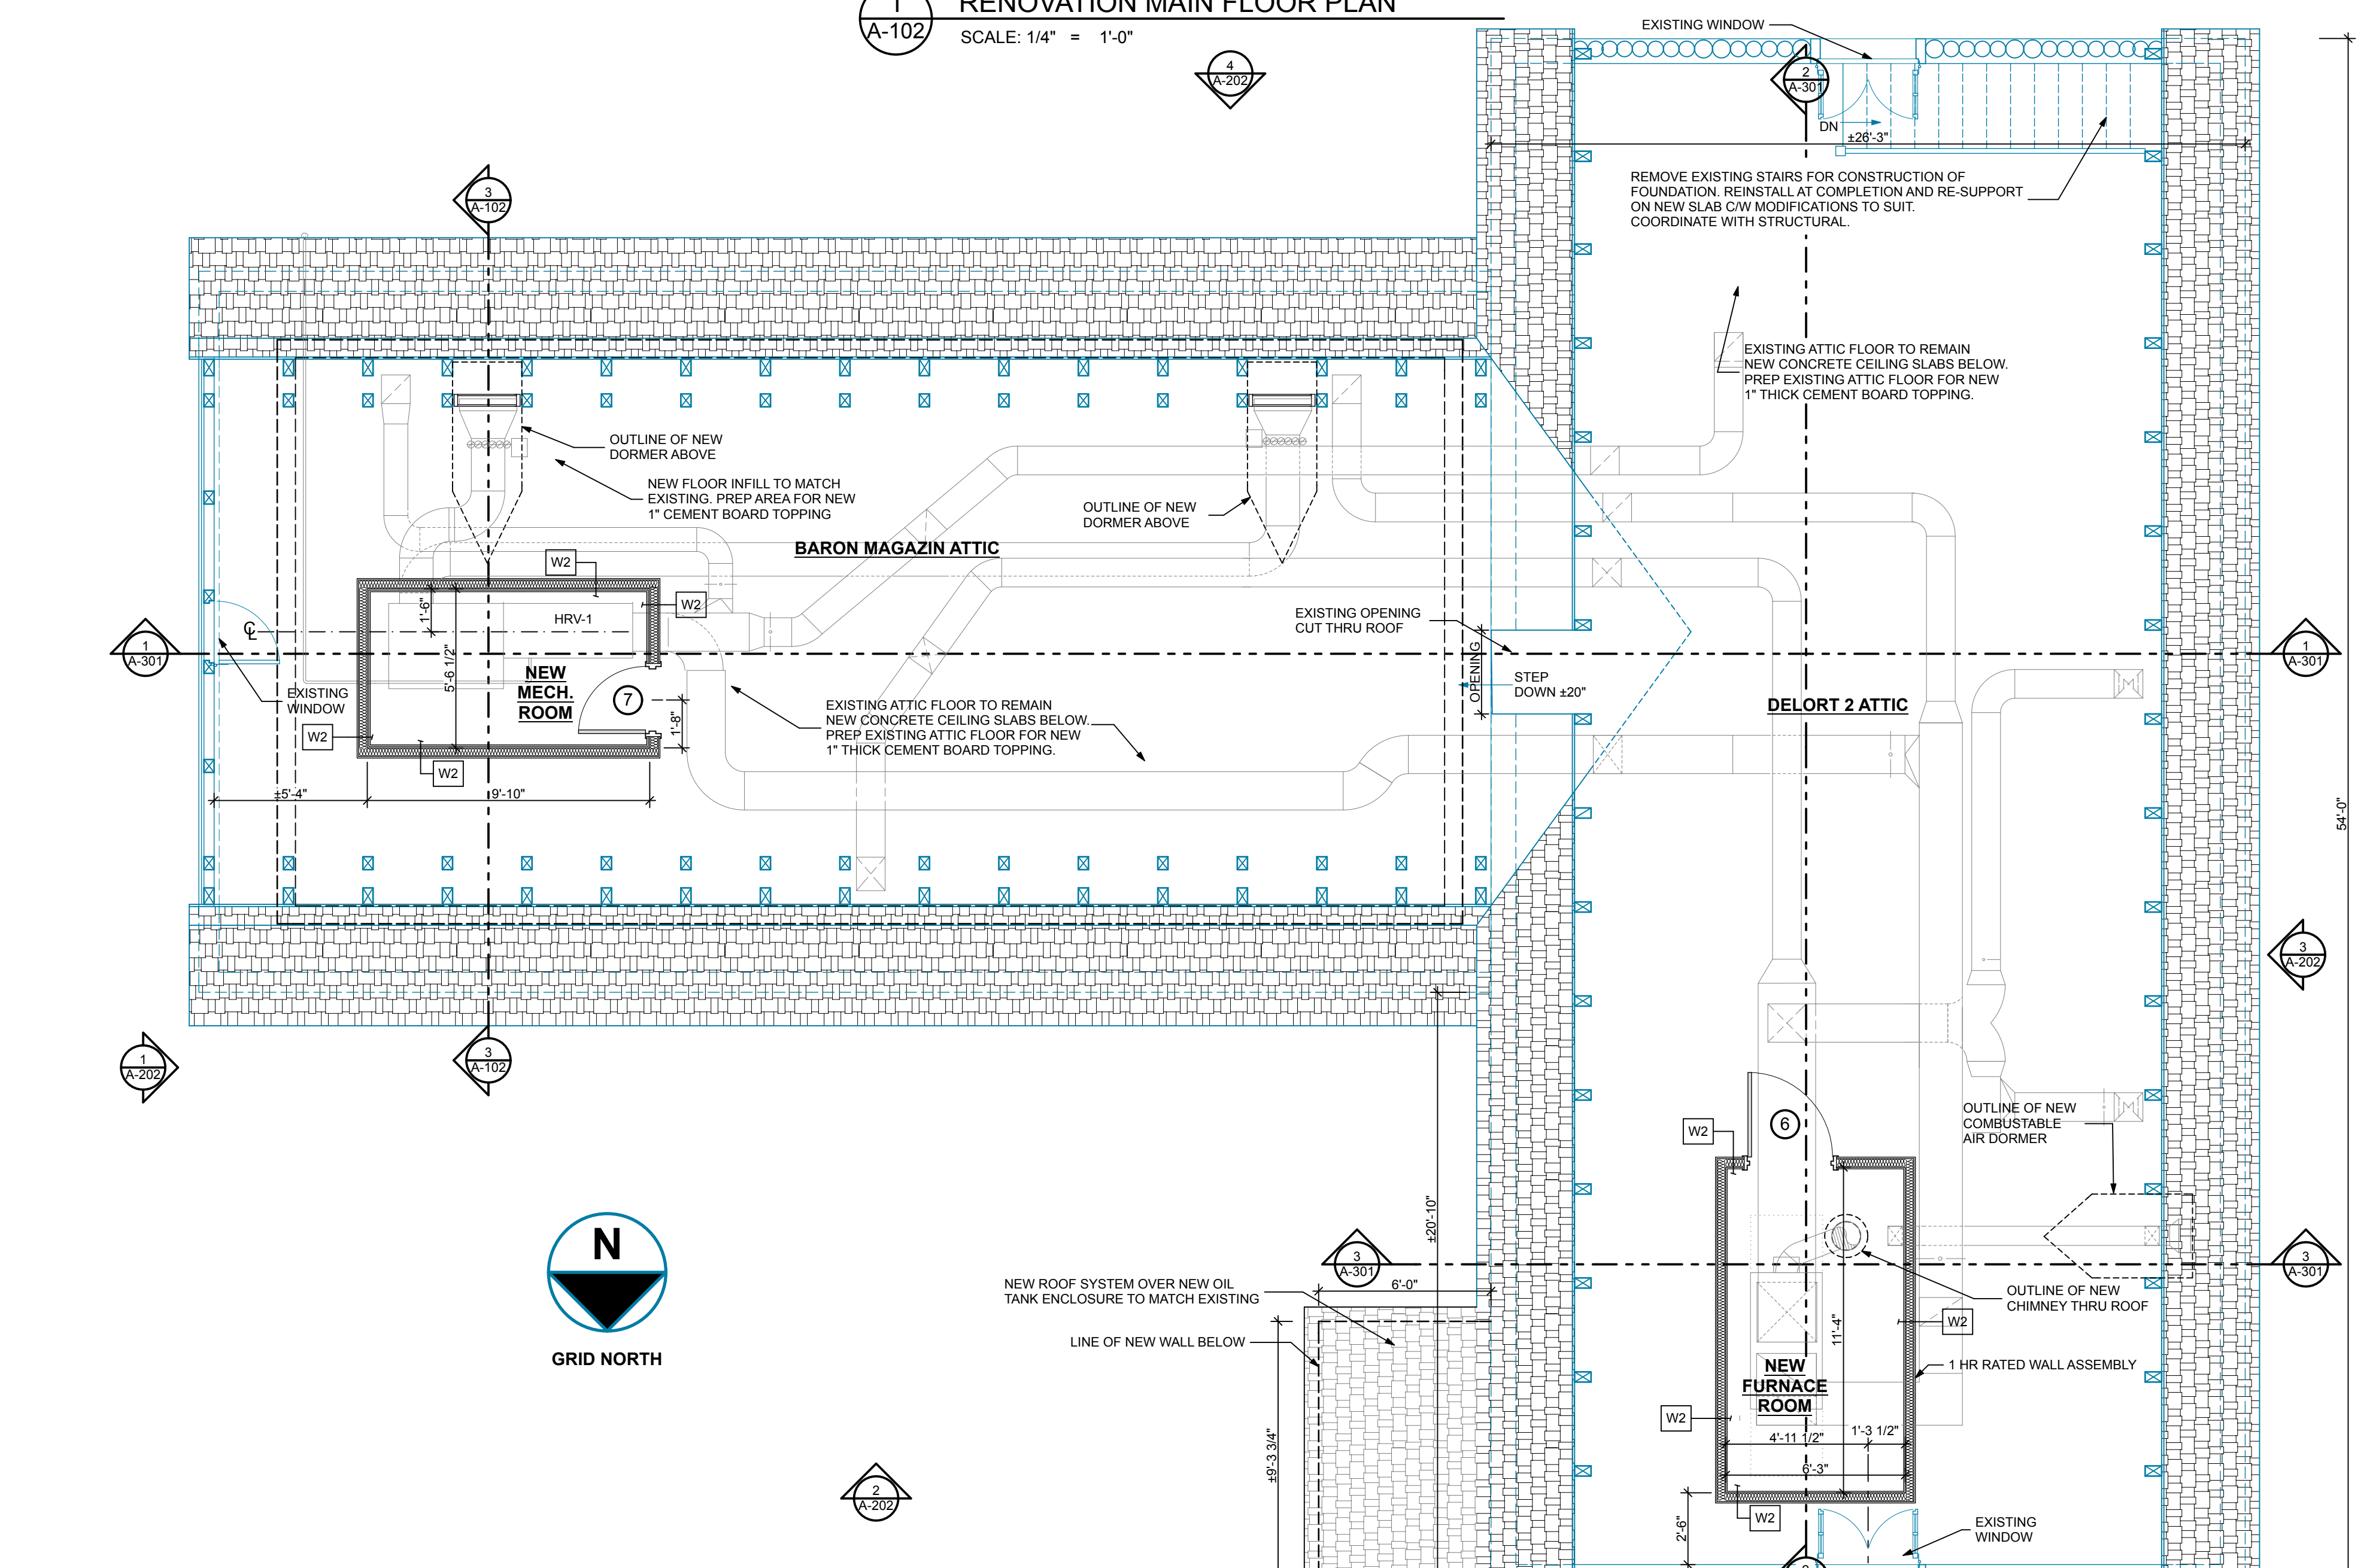 1
A-102
RENOVATION MAIN FLOOR PLAN
SCALE: 1/4" = 1'-0"
4
A-202
EXISTING WINDOW
2
A-301
DN
±26'-3"
REMOVE EXISTING STAIRS FOR CONSTRUCTION OF
FOUNDATION. REINSTALL AT COMPLETION AND RE-SUPPORT
ON NEW SLAB C/W MODIFICATIONS TO SUIT.
COORDINATE WITH STRUCTURAL.
3
A-102
EXISTING ATTIC FLOOR TO REMAIN
NEW CONCRETE CEILING SLABS BELOW.
PREP EXISTING ATTIC FLOOR FOR NEW
1" THICK CEMENT BOARD TOPPING.
OUTLINE OF NEW
DORMER ABOVE
NEW FLOOR INFILL TO MATCH
EXISTING. PREP AREA FOR NEW
1" CEMENT BOARD TOPPING
OUTLINE OF NEW
DORMER ABOVE
BARON MAGAZIN ATTIC
W2
W2
1'-6"
HRV-1
CL
5'-6 1/2"
1
A-301
EXISTING
WINDOW
NEW
MECH.
ROOM
7
1'-8"
W2
W2
±5'-4"
9'-10"
EXISTING ATTIC FLOOR TO REMAIN
NEW CONCRETE CEILING SLABS BELOW.
PREP EXISTING ATTIC FLOOR FOR NEW
1" THICK CEMENT BOARD TOPPING.
EXISTING OPENING
CUT THRU ROOF
OPENING
STEP
DOWN ±20"
DELORT 2 ATTIC
1
A-301
54'-0"
3
A-202
1
A-202
3
A-102
N
GRID NORTH
±20'-10"
3
A-301
6'-0"
NEW ROOF SYSTEM OVER NEW OIL
TANK ENCLOSURE TO MATCH EXISTING
LINE OF NEW WALL BELOW
±9'-3 3/4"
2
A-202
W2
6
OUTLINE OF NEW
COMBUSTABLE
AIR DORMER
3
A-301
OUTLINE OF NEW
CHIMNEY THRU ROOF
W2
11'-4"
1 HR RATED WALL ASSEMBLY
NEW
FURNACE
ROOM
W2
4'-11 1/2"
1'-3 1/2"
6'-3"
W2
2'-6"
EXISTING
WINDOW